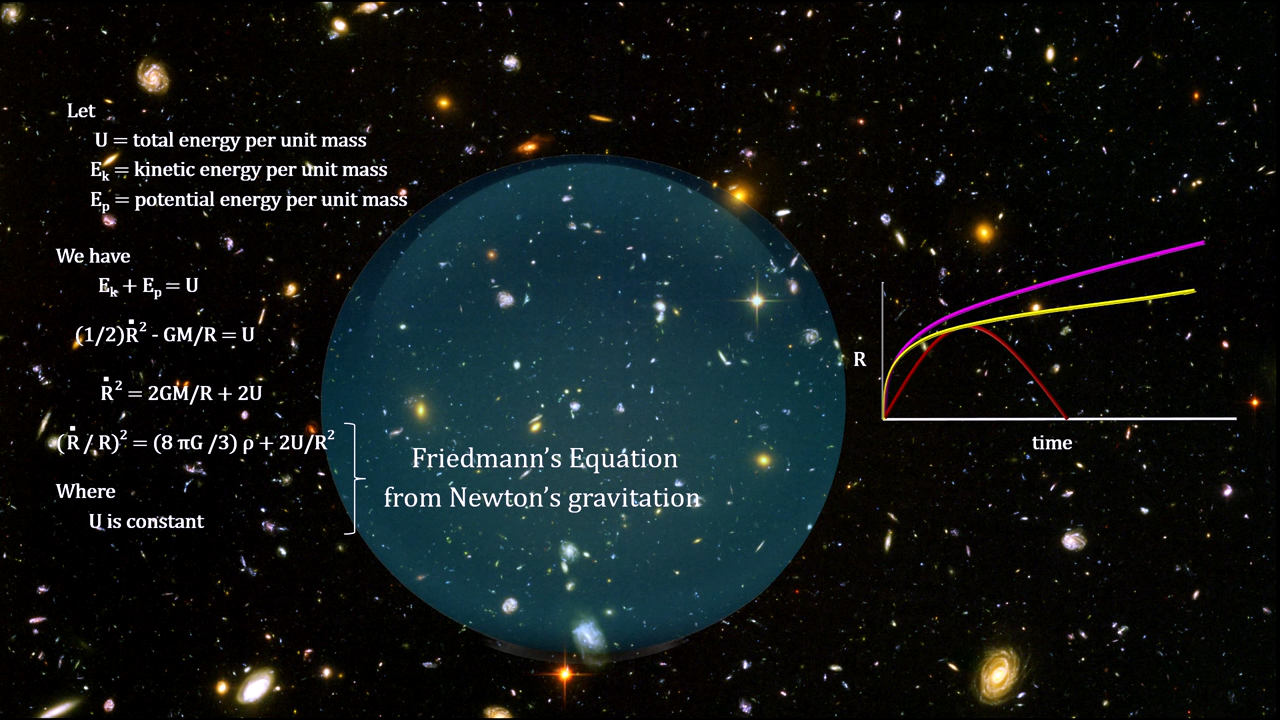 Let
U = total energy per unit mass
Eₖ = kinetic energy per unit mass
Eₚ = potential energy per unit mass
We have
Eₖ + Eₚ = U
(1/2)Ṙ² - GM/R = U
Ṙ² = 2GM/R + 2U
(Ṙ / R)² = (8 πG /3) ρ + 2U/R²
Where
U is constant
Friedmann’s Equation
from Newton’s gravitation
R
time